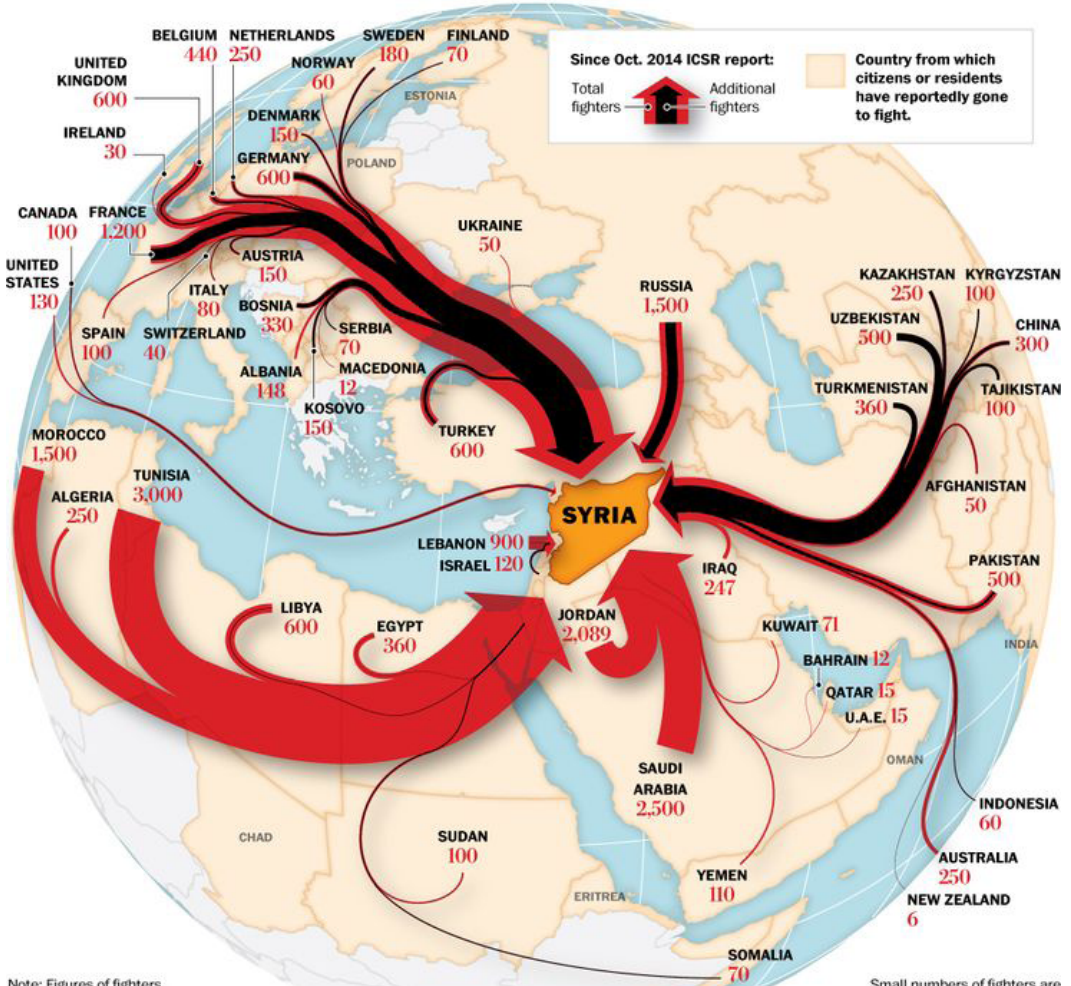 BELGIUM
440
NETHERLANDS
250
SWEDEN
180
FINLAND
70
NORWAY
60
UNITED
KINGDOM
600
IRELAND
30
DENMARK
150
GERMANY
600
ESTONIA
POLAND
Since Oct. 2014 ICSR report:
Total
fighters
Additional
fighters
Country from which
citizens or residents
have reportedly gone
to fight.
CANADA
100
FRANCE
1,200
UNITED
STATES
130
AUSTRIA
150
ITALY
80
SPAIN
100
SWITZERLAND
40
BOSNIA
330
SERBIA
70
ALBANIA
148
MACEDONIA
12
KOSOVO
150
UKRAINE
50
RUSSIA
1,500
KAZAKHSTAN
250
KYRGYZSTAN
100
UZBEKISTAN
500
CHINA
300
TURKMENISTAN
360
TAJIKISTAN
100
TURKEY
600
MOROCCO
1,500
ALGERIA
250
TUNISIA
3,000
AFGHANISTAN
50
SYRIA
LEBANON 900
ISRAEL 120
IRAQ
247
PAKISTAN
500
LIBYA
600
EGYPT
360
JORDAN
2,089
KUWAIT 71
BAHRAIN 12
QATAR 15
U.A.E. 15
INDIA
OMAN
SAUDI
ARABIA
2,500
CHAD
SUDAN
100
ERITREA
YEMEN
110
INDONESIA
60
AUSTRALIA
250
NEW ZEALAND
6
SOMALIA
70
Note: Figures of fighters
Small numbers of fighters are